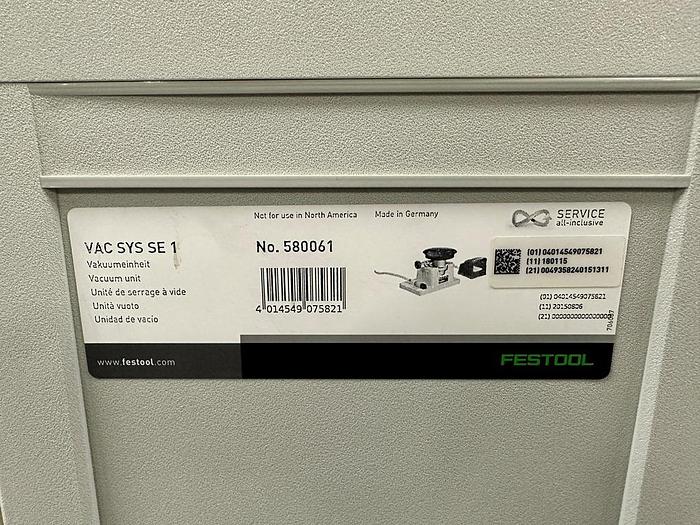 Not for use in North America
Made in Germany
SERVICE
all-inclusive
VAC SYS SE 1
Vakuumeinheit
Vacuum unit
Unité de serrage à vide
Unità vuoto
Unidad de vacio
No. 580061
4 014549 075821
(01) 04014549075821
(11) 180115
(21) 0049358240151311
(01) 04014549075821
(11) 20150806
www.festool.com
FESTOOL